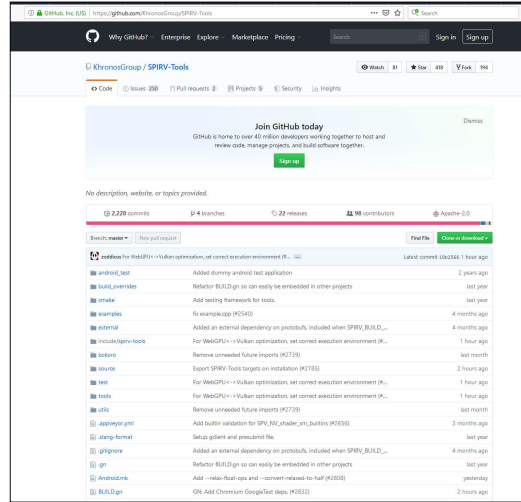 GitHub, Inc. (US) https://github.com/KhronosGroup/SPIRV-Tools Search
Why GitHub? Enterprise Explore Marketplace Pricing Search Sign in Sign up
KhronosGroup / SPIRV-Tools Watch 81 Star 418 Fork 194
Code Issues 250 Pull requests 2 Projects 5 Security Insights
Join GitHub today
Dismiss
GitHub is home to over 40 million developers working together to host and
review code, manage projects, and build software together.
Sign up
No description, website, or topics provided.
2,228 commits 4 branches 22 releases 98 contributors Apache-2.0
Branch: master New pull request Find File Clone or download
zoddicus For WebGPU<->Vulkan optimization, set correct execution environment (#... Latest commit 1 hour ago
android_test Added dummy android test application 2 years ago
build_overrides Refactor BUILD.gn so can easily be embedded in other projects last year
cmake Add testing framework for tools. last year
examples fix example.cpp (#2540) 4 months ago
external Added an external dependency on protobufs, included when SPIRV_BUILD_... 4 months ago
include/spirv-tools For WebGPU<->Vulkan optimization, set correct execution environment (#... 1 hour ago
kokoro Remove unneeded future imports (#2739) last month
source Export SPIRV-Tools targets on installation (#2785) 2 hours ago
test For WebGPU<->Vulkan optimization, set correct execution environment (#... 1 hour ago
tools For WebGPU<->Vulkan optimization, set correct execution environment (#... 1 hour ago
utils Remove unneeded future imports (#2739) last month
.appveyor.yml Add builtin validation for SPV_NV_shader_sm_builtins (#2656) 3 months ago
.clang-format Setup gclient and presubmit file. last year
.gitignore Added an external dependency on protobufs, included when SPIRV_BUILD_... 4 months ago
.gn Refactor BUILD.gn so can easily be embedded in other projects last year
Android.mk Add --relax-float-ops and --convert-relaxed-to-half (#2808) yesterday
BUILD.gn GN: Add Chromium GoogleTest deps. (#2832) 2 hours ago